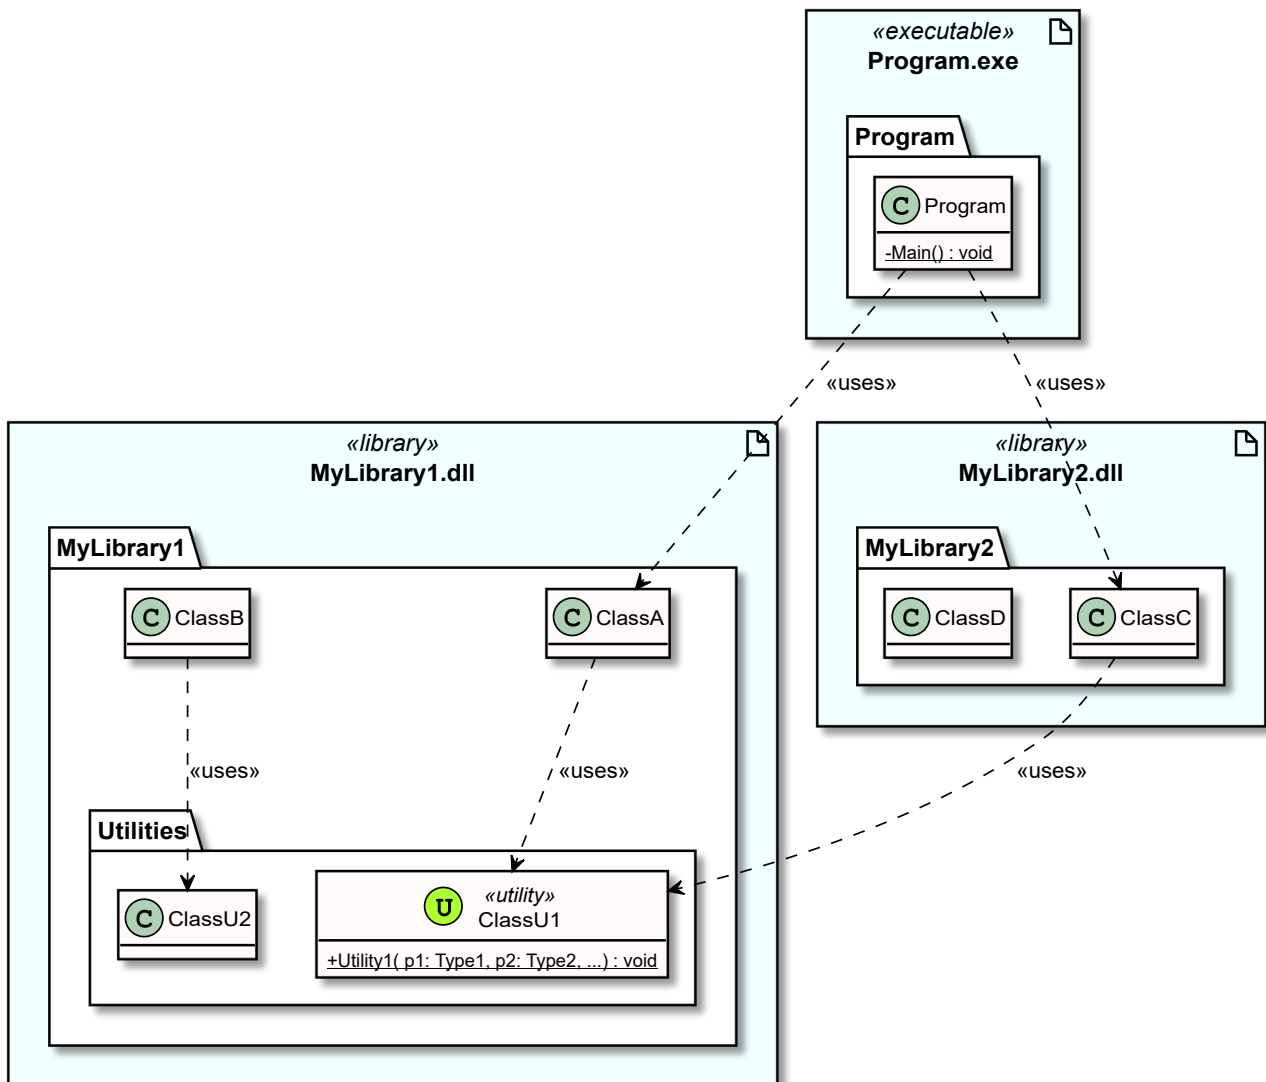 «executable»
Program.exe
Program
C Program
-Main() : void
«uses»
«uses»
«library»
MyLibrary1.dll
MyLibrary1
C ClassB
C ClassA
«uses»
«uses»
Utilities
C ClassU2
U «utility»
ClassU1
+Utility1( p1: Type1, p2: Type2, ...) : void
«library»
MyLibrary2.dll
MyLibrary2
C ClassD
C ClassC
«uses»